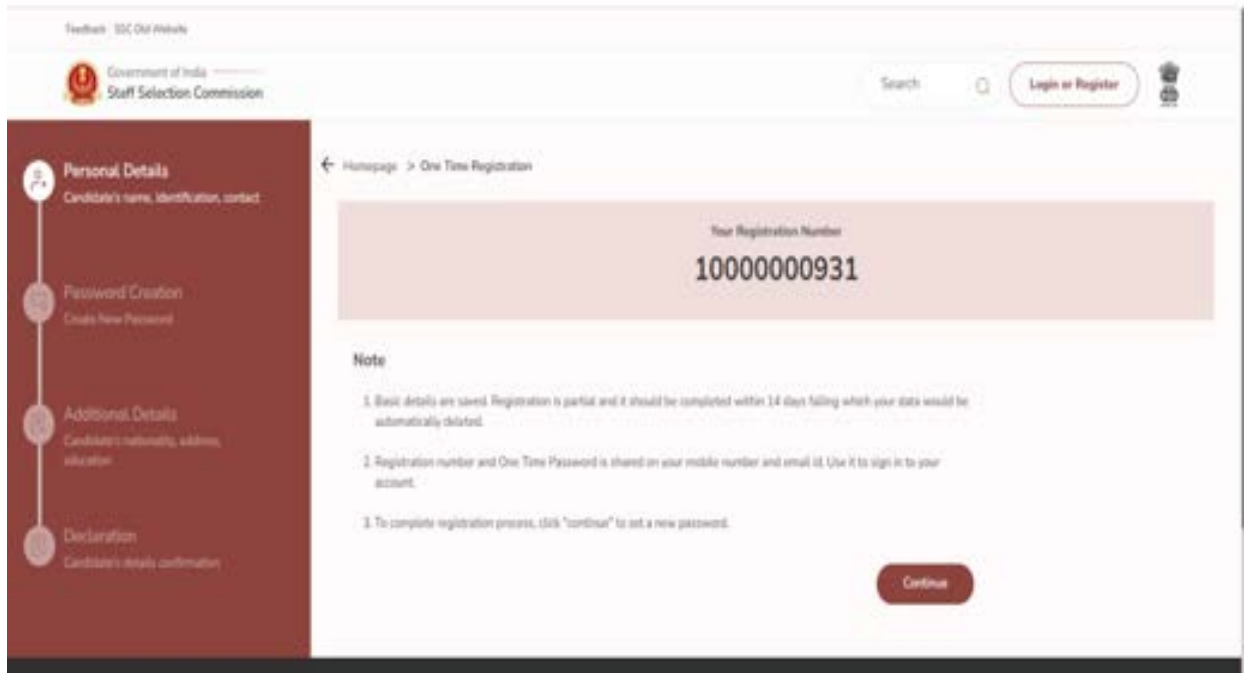 Feedback SSC Old Website
Government of India
Staff Selection Commission
Search
Login or Register
Personal Details
Candidate's name, identification, contact
Password Creation
Create New Password
Additional Details
Candidate's nationality, address,
education
Declaration
Candidate's details confirmation
← Homepage > One Time Registration
Your Registration Number
10000000931
Note
1. Basic details are saved. Registration is partial and it should be completed within 14 days failing which your data would be
automatically deleted.
2. Registration number and One Time Password is shared on your mobile number and email id. Use it to sign in to your
account.
3. To complete registration process, click "continue" to set a new password.
Continue